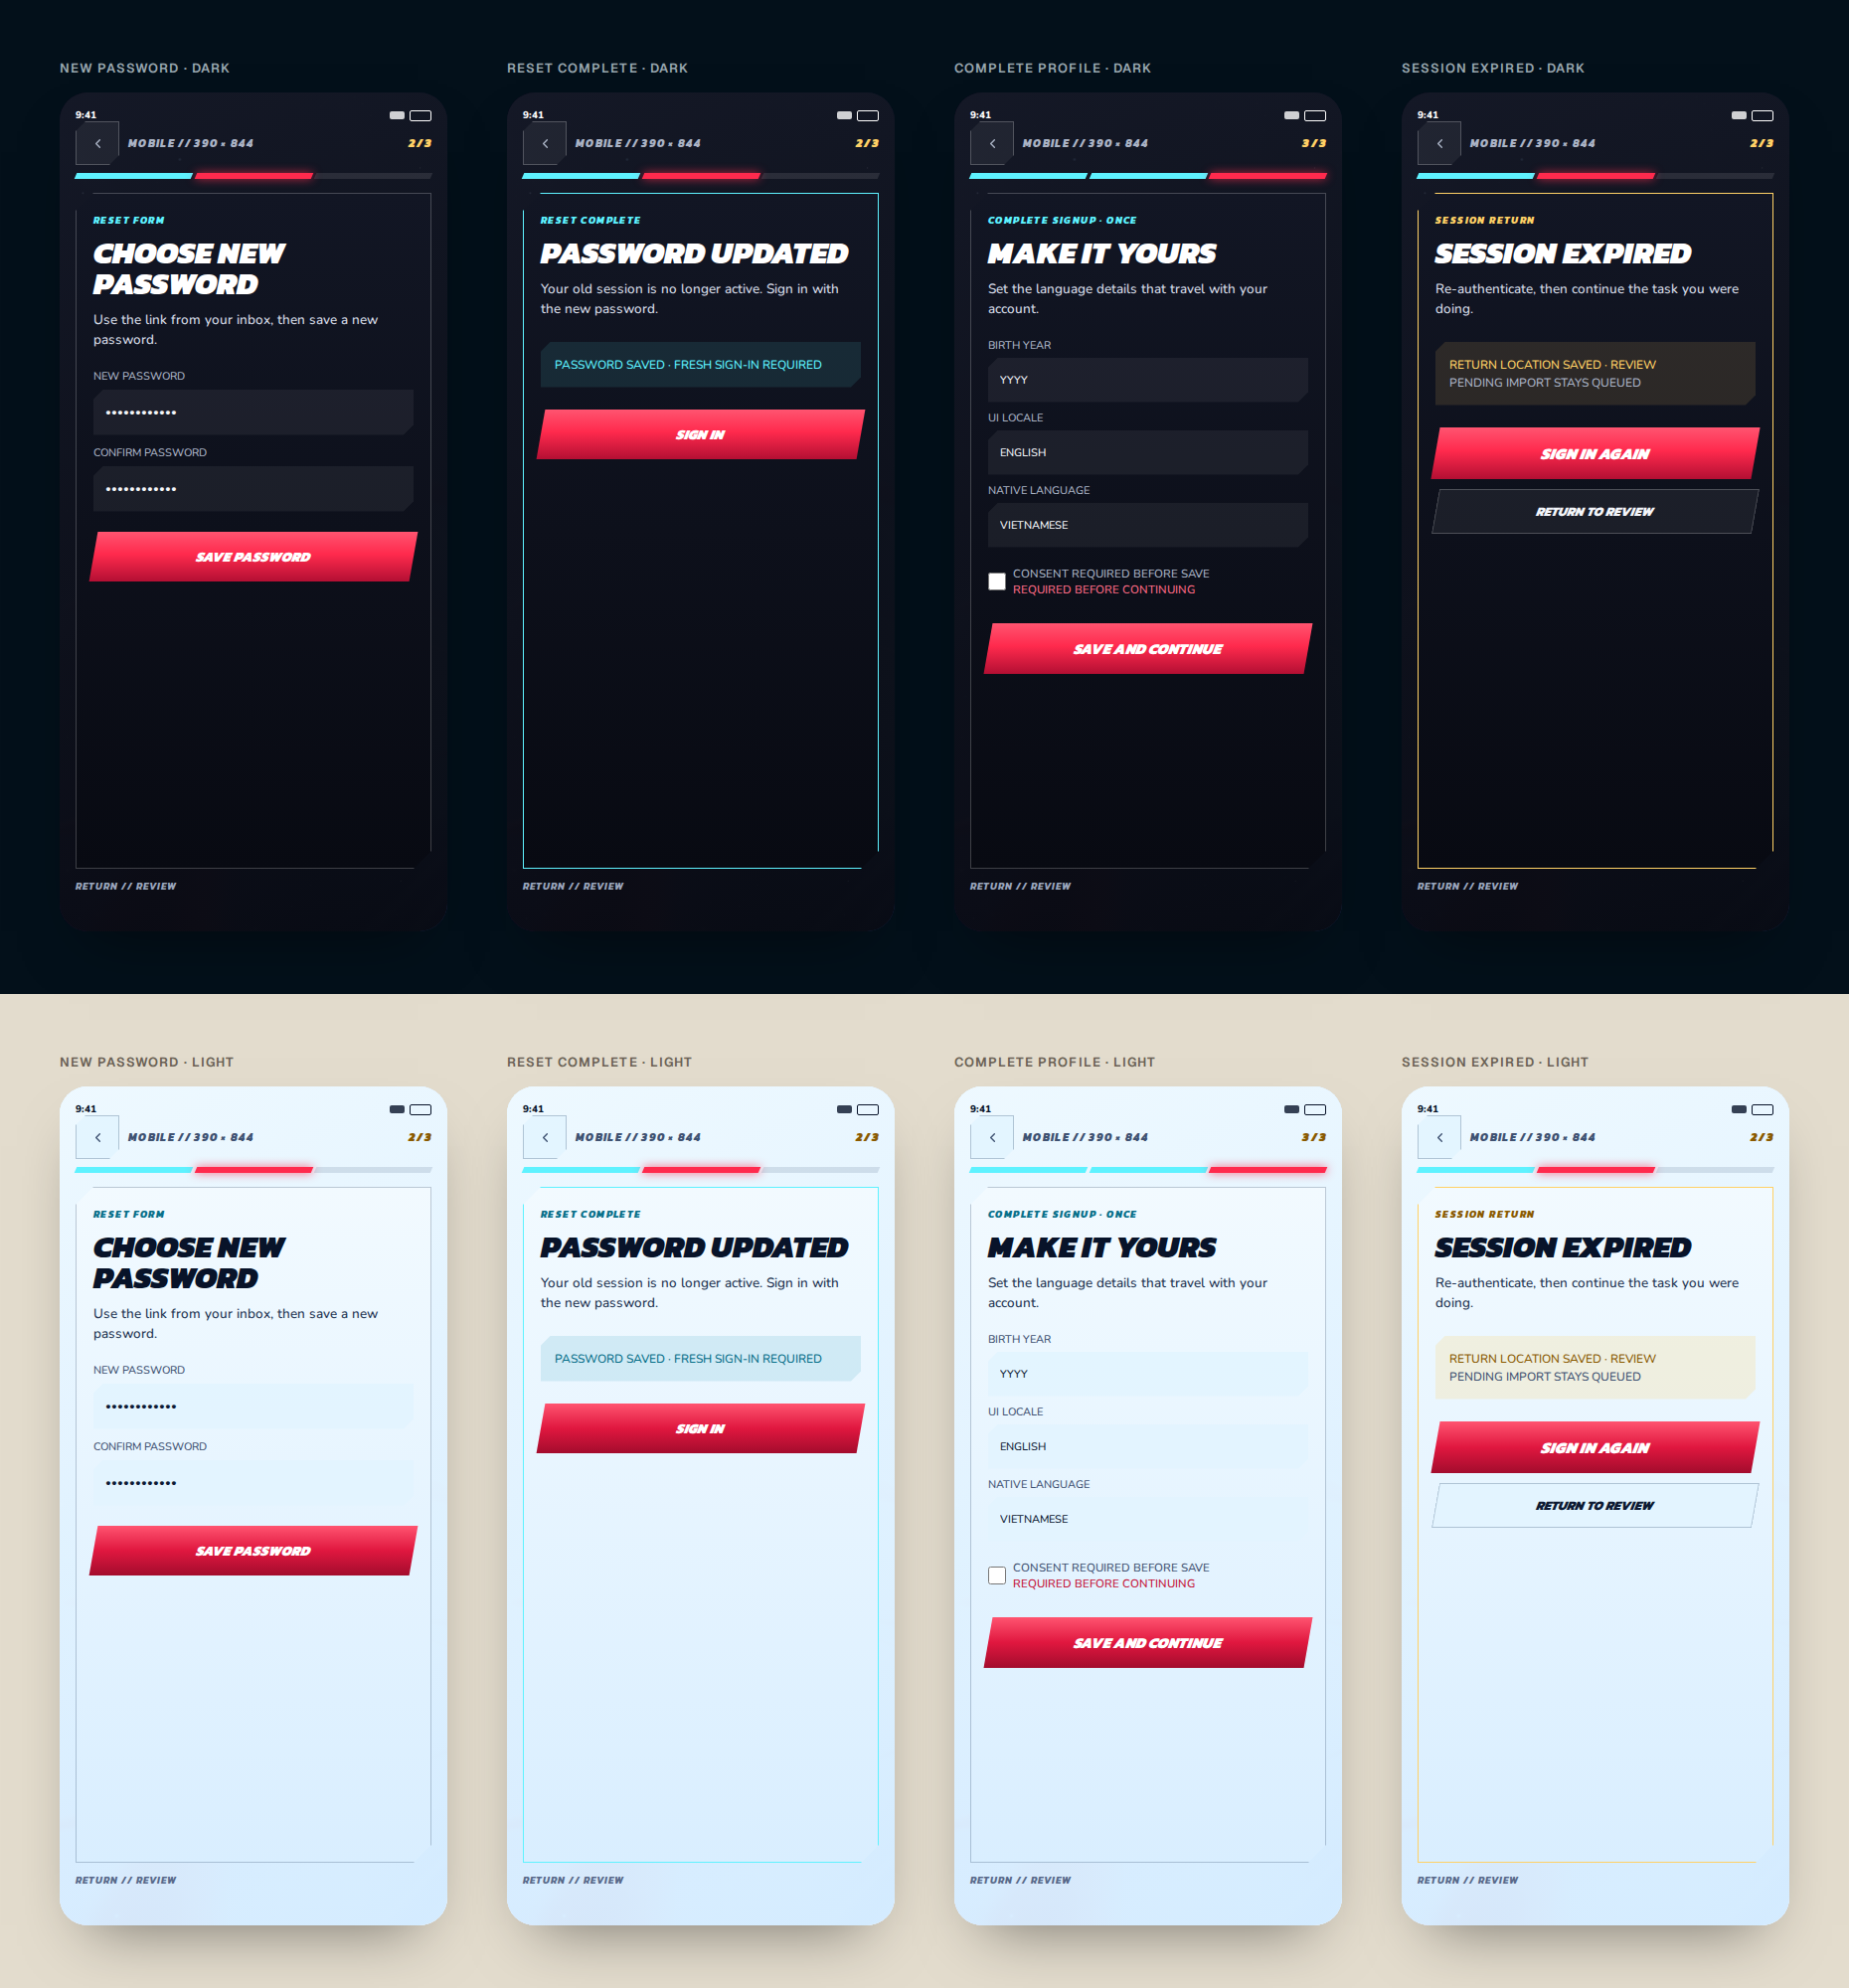 NEW PASSWORD · DARK
9:41
MOBILE // 390 × 844
2/3
RESET FORM
CHOOSE NEW
PASSWORD
Use the link from your inbox, then save a new
password.
NEW PASSWORD
••••••••••••
CONFIRM PASSWORD
••••••••••••
SAVE PASSWORD
RETURN // REVIEW
RESET COMPLETE · DARK
9:41
MOBILE // 390 × 844
2/3
RESET COMPLETE
PASSWORD UPDATED
Your old session is no longer active. Sign in with
the new password.
PASSWORD SAVED · FRESH SIGN-IN REQUIRED
SIGN IN
RETURN // REVIEW
COMPLETE PROFILE · DARK
9:41
MOBILE // 390 × 844
3/3
COMPLETE SIGNUP · ONCE
MAKE IT YOURS
Set the language details that travel with your
account.
BIRTH YEAR
YYYY
UI LOCALE
ENGLISH
NATIVE LANGUAGE
VIETNAMESE
CONSENT REQUIRED BEFORE SAVE
REQUIRED BEFORE CONTINUING
SAVE AND CONTINUE
RETURN // REVIEW
SESSION EXPIRED · DARK
9:41
MOBILE // 390 × 844
2/3
SESSION RETURN
SESSION EXPIRED
Re-authenticate, then continue the task you were
doing.
RETURN LOCATION SAVED · REVIEW
PENDING IMPORT STAYS QUEUED
SIGN IN AGAIN
RETURN TO REVIEW
RETURN // REVIEW
NEW PASSWORD · LIGHT
9:41
MOBILE // 390 × 844
2/3
RESET FORM
CHOOSE NEW
PASSWORD
Use the link from your inbox, then save a new
password.
NEW PASSWORD
••••••••••••
CONFIRM PASSWORD
••••••••••••
SAVE PASSWORD
RETURN // REVIEW
RESET COMPLETE · LIGHT
9:41
MOBILE // 390 × 844
2/3
RESET COMPLETE
PASSWORD UPDATED
Your old session is no longer active. Sign in with
the new password.
PASSWORD SAVED · FRESH SIGN-IN REQUIRED
SIGN IN
RETURN // REVIEW
COMPLETE PROFILE · LIGHT
9:41
MOBILE // 390 × 844
3/3
COMPLETE SIGNUP · ONCE
MAKE IT YOURS
Set the language details that travel with your
account.
BIRTH YEAR
YYYY
UI LOCALE
ENGLISH
NATIVE LANGUAGE
VIETNAMESE
CONSENT REQUIRED BEFORE SAVE
REQUIRED BEFORE CONTINUING
SAVE AND CONTINUE
RETURN // REVIEW
SESSION EXPIRED · LIGHT
9:41
MOBILE // 390 × 844
2/3
SESSION RETURN
SESSION EXPIRED
Re-authenticate, then continue the task you were
doing.
RETURN LOCATION SAVED · REVIEW
PENDING IMPORT STAYS QUEUED
SIGN IN AGAIN
RETURN TO REVIEW
RETURN // REVIEW